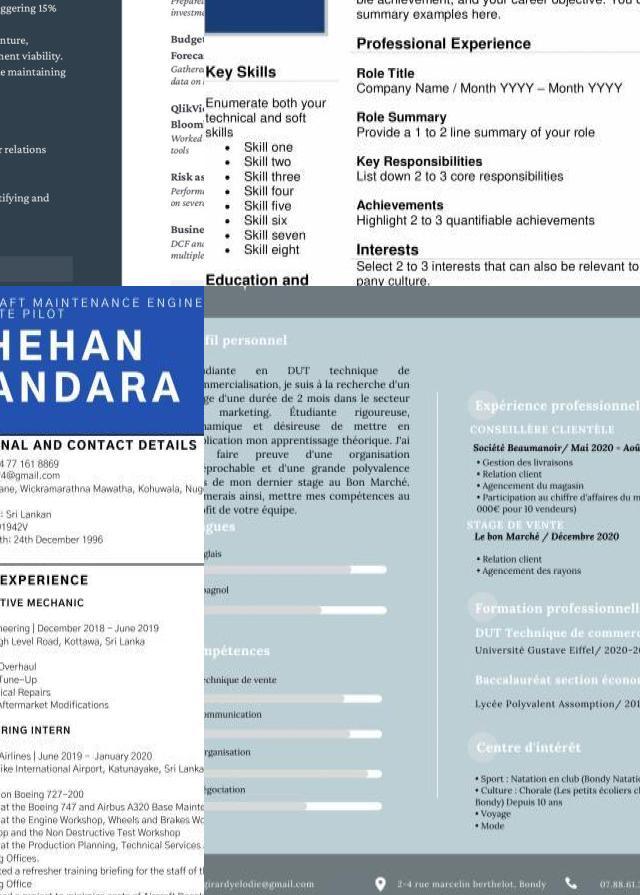 ggering 15%
nture,
nent viability.
e maintaining
r relations
tifying and
investme
Budget
Foreca
Gathera
data on
QlikVi
Bloom
Worked
tools
Risk as
Perform
on sever
Busine
DCF and
multiple
Key Skills
Enumerate both your
technical and soft
skills
• Skill one
• Skill two
• Skill three
• Skill four
• Skill five
• Skill six
• Skill seven
• Skill eight
Education and
ble achievement, and your career objective. You
summary examples here.
Professional Experience
Role Title
Company Name / Month YYYY – Month YYYY
Role Summary
Provide a 1 to 2 line summary of your role
Key Responsibilities
List down 2 to 3 core responsibilities
Achievements
Highlight 2 to 3 quantifiable achievements
Interests
Select 2 to 3 interests that can also be relevant to
pany culture.
AFT MAINTENANCE ENGINE
TE PILOT
HEHAN
ANDARA
NAL AND CONTACT DETAILS
4 77 161 8869
4@gmail.com
ane, Wickramarathna Mawatha, Kohuwala, Nug
: Sri Lankan
01942V
th: 24th December 1996
EXPERIENCE
TIVE MECHANIC
neering | December 2018 – June 2019
gh Level Road, Kottawa, Sri Lanka
Overhaul
Tune-Up
ical Repairs
Aftermarket Modifications
RING INTERN
Airlines | June 2019 – January 2020
ike International Airport, Katunayake, Sri Lanka
on Boeing 727-200
at the Boeing 747 and Airbus A320 Base Mainte
at the Engine Workshop, Wheels and Brakes Wo
op and the Non Destructive Test Workshop
at the Production Planning, Technical Services
g Offices.
ted a refresher training briefing for the staff of t
g Offices
fil personnel
udiante en DUT technique de
mmercialisation, je suis à la recherche d'un
ge d'une durée de 2 mois dans le secteur
marketing. Étudiante rigoureuse,
namique et désireuse de mettre en
plication mon apprentissage théorique. J'ai
faire preuve d'une organisation
éprochable et d'une grande polyvalence
s de mon dernier stage au Bon Marché.
merais ainsi, mettre mes compétences au
ofit de votre équipe.
ngues
glais
pagnol
mpétences
echnique de vente
ommunication
rganisation
égociation
Expérience professionnel
CONSEILLÈRE CLIENTÈLE
Société Beaumanoir/ Mai 2020 - Aoû
• Gestion des livraisons
• Relation client
• Agencement du magasin
• Participation au chiffre d'affaires du m
000€ pour 10 vendeurs)
STAGE DE VENTE
Le bon Marché / Décembre 2020
• Relation client
• Agencement des rayons
Formation professionnell
DUT Technique de commerc
Université Gustave Eiffel/ 2020-20
Baccalauréat section écono
Lycée Polyvalent Assomption/ 201
Centre d'intérêt
• Sport : Natation en club (Bondy Natatio
• Culture : Chorale (Les petits écoliers c
Bondy) Depuis 10 ans
• Voyage
• Mode
girardyelodie@gmail.com
2-4 rue marcelin berthelot, Bondy
07.88.01.